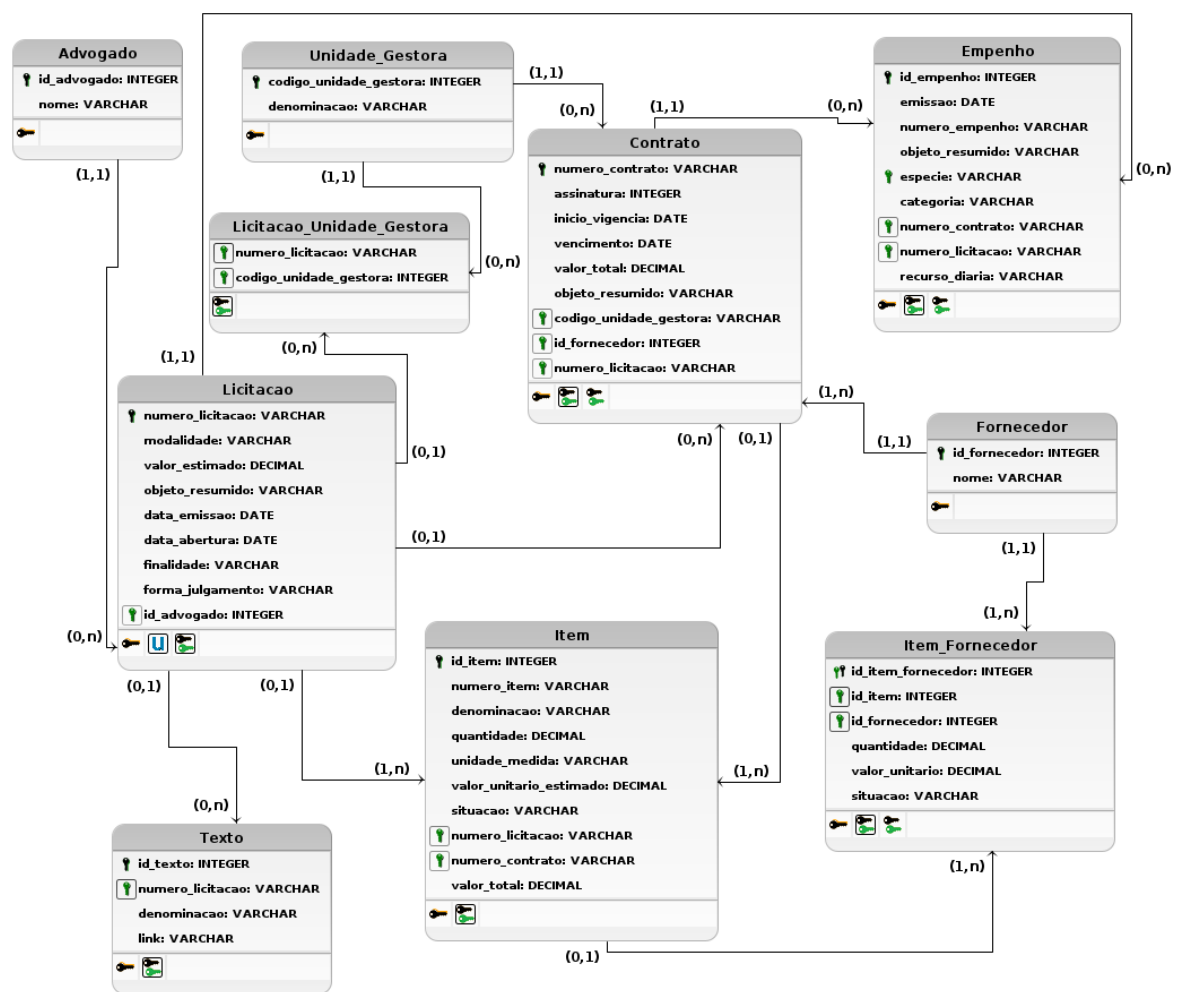 Advogado
id_advogado: INTEGER
nome: VARCHAR
(1,1)
Unidade_Gestora
codigo_unidade_gestora: INTEGER
denominacao: VARCHAR
(1,1)
(0,n)
(1,1)
Licitacao_Unidade_Gestora
numero_licitacao: VARCHAR
codigo_unidade_gestora: INTEGER
(0,n)
(0,n)
Contrato
numero_contrato: VARCHAR
assinatura: INTEGER
inicio_vigencia: DATE
vencimento: DATE
valor_total: DECIMAL
objeto_resumido: VARCHAR
codigo_unidade_gestora: VARCHAR
id_fornecedor: INTEGER
numero_licitacao: VARCHAR
(1,1)
(0,n)
Empenho
id_empenho: INTEGER
emissao: DATE
numero_empenho: VARCHAR
objeto_resumido: VARCHAR
especie: VARCHAR
categoria: VARCHAR
numero_contrato: VARCHAR
numero_licitacao: VARCHAR
recurso_diaria: VARCHAR
(0,n)
(1,1)
Licitacao
numero_licitacao: VARCHAR
modalidade: VARCHAR
valor_estimado: DECIMAL
objeto_resumido: VARCHAR
data_emissao: DATE
data_abertura: DATE
finalidade: VARCHAR
forma_julgamento: VARCHAR
id_advogado: INTEGER
U
(0,n)
(0,1)
(0,1)
(0,1)
(0,1)
(0,n)
(0,1)
(1,n)
(1,1)
Fornecedor
id_fornecedor: INTEGER
nome: VARCHAR
(1,1)
(1,n)
Item
id_item: INTEGER
numero_item: VARCHAR
denominacao: VARCHAR
quantidade: DECIMAL
unidade_medida: VARCHAR
valor_unitario_estimado: DECIMAL
situacao: VARCHAR
numero_licitacao: VARCHAR
numero_contrato: VARCHAR
valor_total: DECIMAL
(1,n)
(1,n)
(0,1)
Item_Fornecedor
id_item_fornecedor: INTEGER
id_item: INTEGER
id_fornecedor: INTEGER
quantidade: DECIMAL
valor_unitario: DECIMAL
situacao: VARCHAR
(1,n)
(0,n)
Texto
id_texto: INTEGER
numero_licitacao: VARCHAR
denominacao: VARCHAR
link: VARCHAR